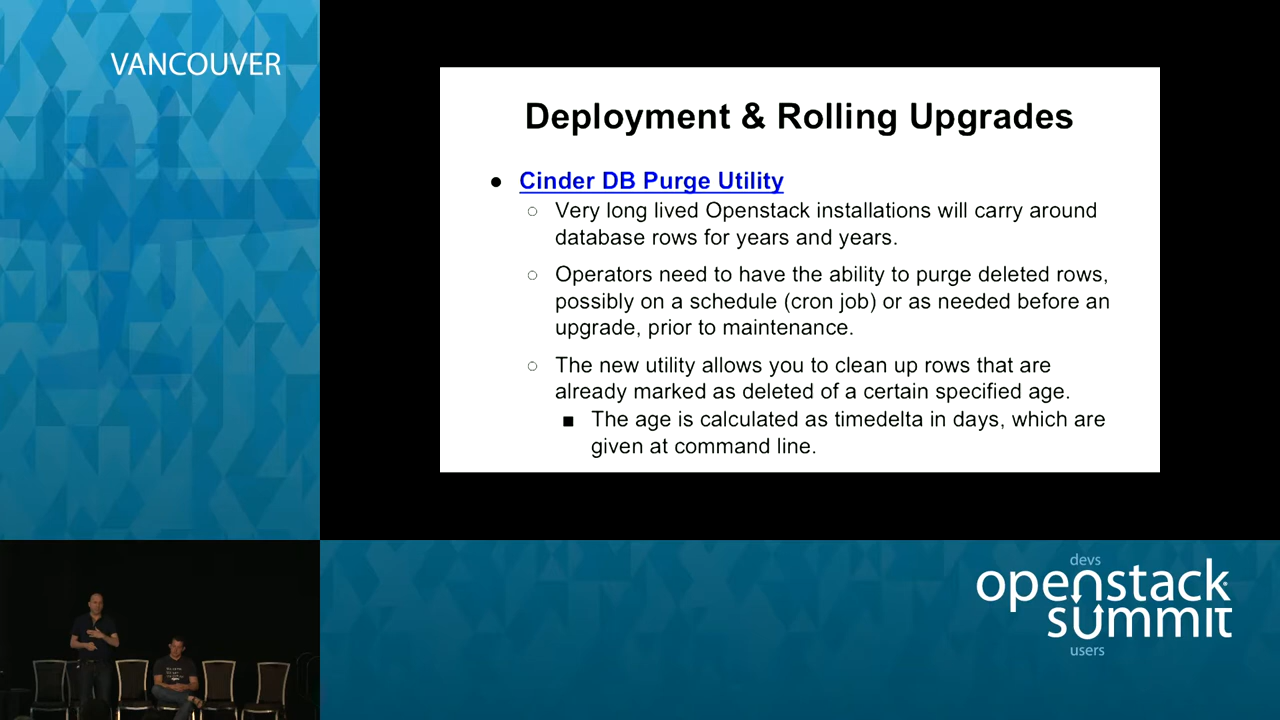 VANCOUVER
Deployment & Rolling Upgrades
● Cinder DB Purge Utility
○ Very long lived Openstack installations will carry around
database rows for years and years.
○ Operators need to have the ability to purge deleted rows,
possibly on a schedule (cron job) or as needed before an
upgrade, prior to maintenance.
○ The new utility allows you to clean up rows that are
already marked as deleted of a certain specified age.
■ The age is calculated as timedelta in days, which are
given at command line.
devs
openstack
summit
users